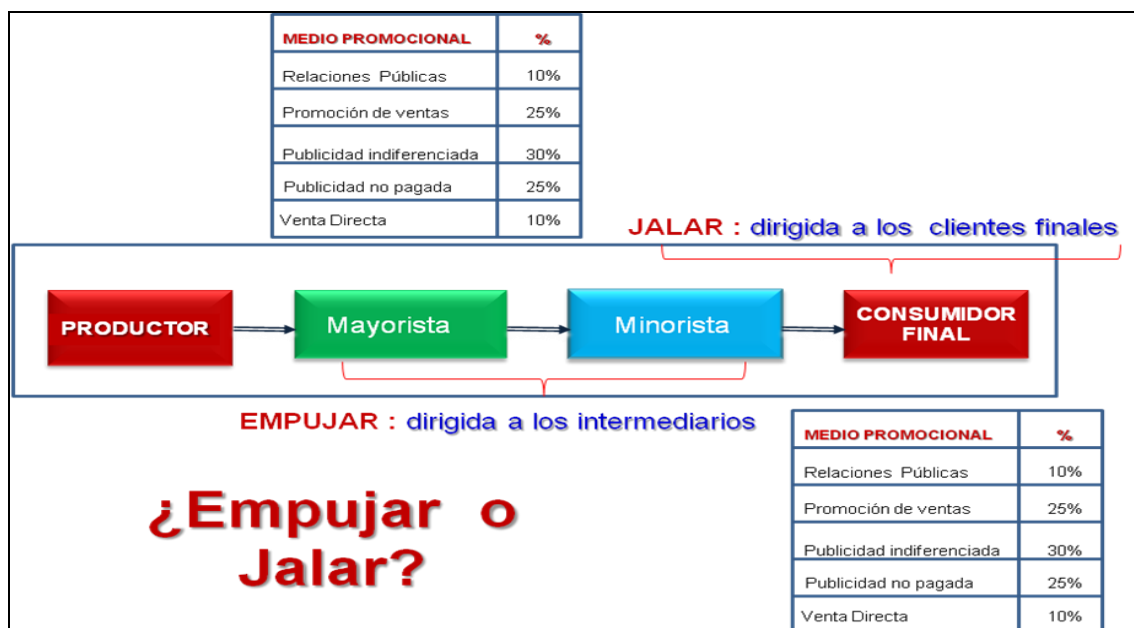 MEDIO PROMOCIONAL %
Relaciones Públicas 10%
Promoción de ventas 25%
Publicidad indiferenciada 30%
Publicidad no pagada 25%
Venta Directa 10%
JALAR : dirigida a los clientes finales
PRODUCTOR
Mayorista
Minorista
CONSUMIDOR
FINAL
EMPUJAR : dirigida a los intermediarios
¿Empujar o
Jalar?
MEDIO PROMOCIONAL %
Relaciones Públicas 10%
Promoción de ventas 25%
Publicidad indiferenciada 30%
Publicidad no pagada 25%
Venta Directa 10%